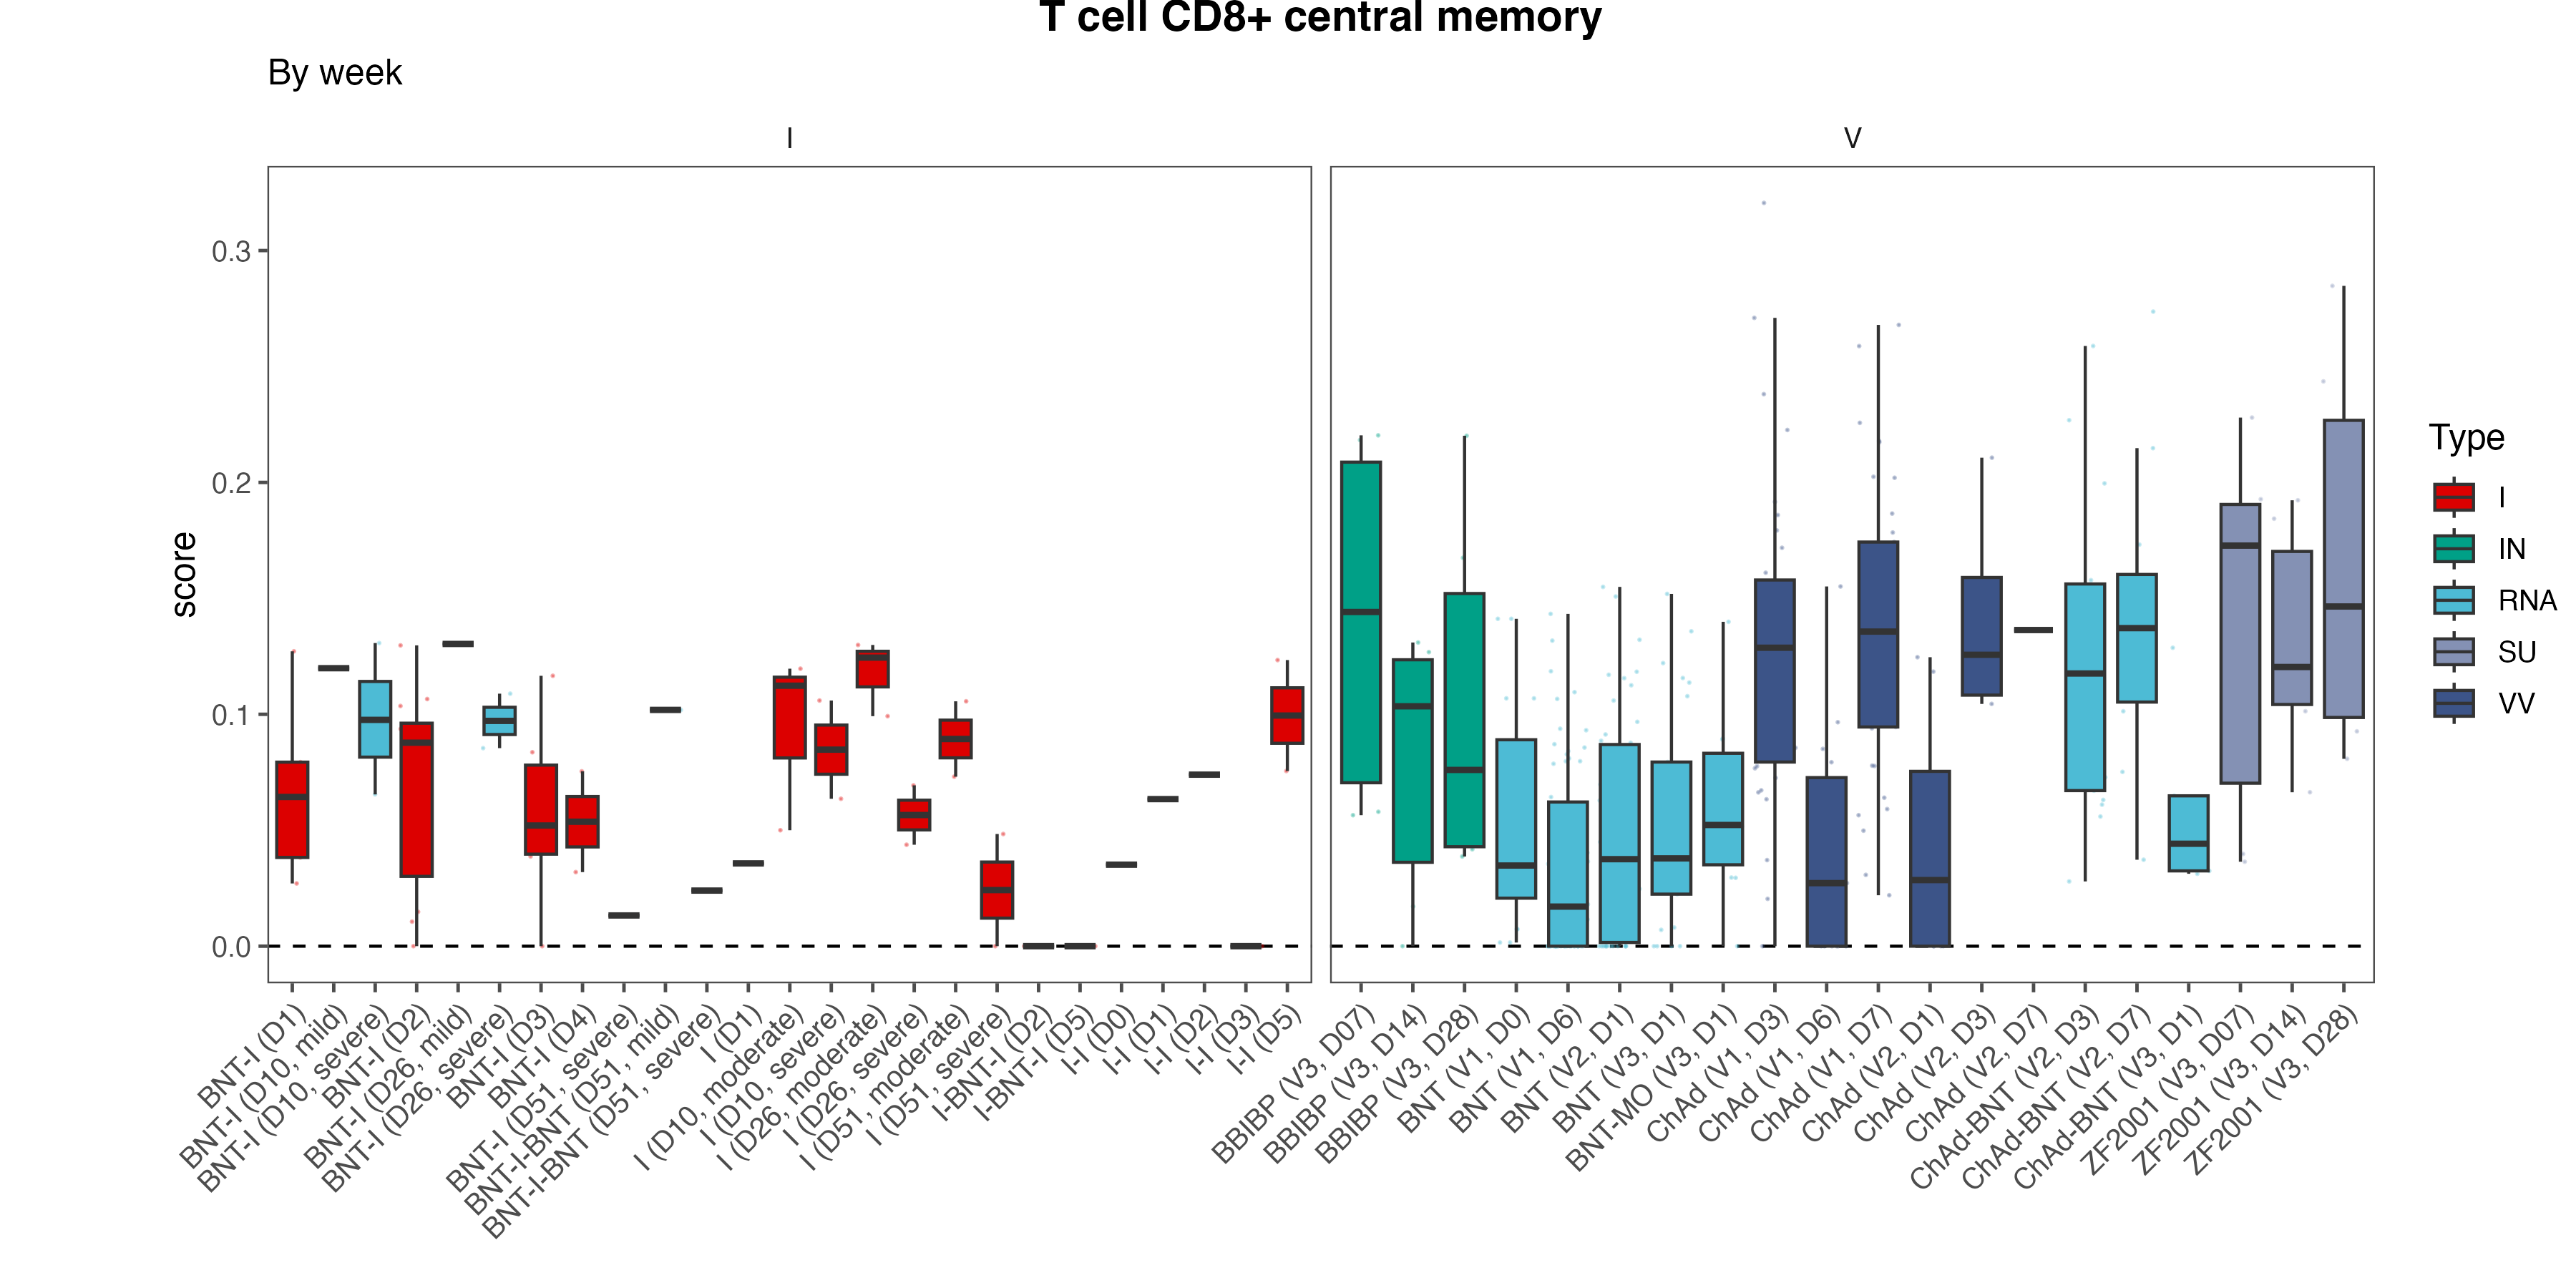 T cell CD8+ central memory
By week
I
V
score
0.3
0.2
0.1
0.0
BNT-I (D1)
BNT-I (D10, mild)
BNT-I (D10, severe)
BNT-I (D2)
BNT-I (D26, mild)
BNT-I (D26, severe)
BNT-I (D3)
BNT-I (D4)
BNT-I (D51, severe)
BNT-I-BNT (D51, mild)
BNT-I-BNT (D51, severe)
I (D1)
I (D10, moderate)
I (D10, severe)
I (D26, moderate)
I (D26, severe)
I (D51, moderate)
I (D51, severe)
I-BNT-I (D2)
I-BNT-I (D5)
I-I (D0)
I-I (D1)
I-I (D2)
I-I (D3)
I-I (D5)
BBIBP (V3, D07)
BBIBP (V3, D14)
BBIBP (V3, D28)
BNT (V1, D0)
BNT (V1, D6)
BNT (V2, D1)
BNT (V3, D1)
BNT-MO (V3, D1)
ChAd (V1, D3)
ChAd (V1, D6)
ChAd (V1, D7)
ChAd (V2, D1)
ChAd (V2, D3)
ChAd (V2, D7)
ChAd-BNT (V2, D3)
ChAd-BNT (V2, D7)
ChAd-BNT (V3, D1)
ZF2001 (V3, D07)
ZF2001 (V3, D14)
ZF2001 (V3, D28)
Type
I
IN
RNA
SU
VV